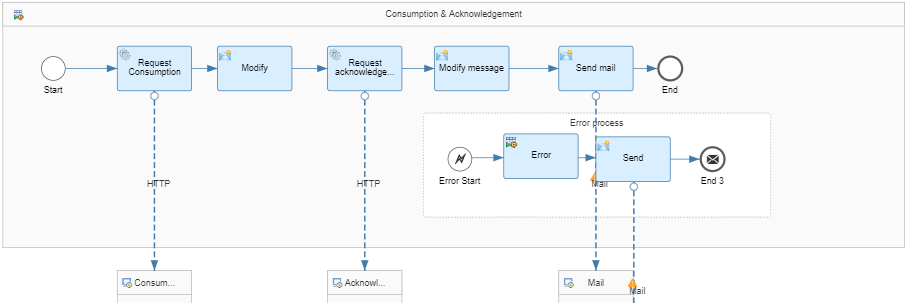 Consumption & Acknowledgement
Request
Consumption
Modify
Request
acknowledge...
Modify message
Send mail
Start
End
Error process
Error
Send
Error Start
End 3
HTTP
HTTP
Mail
Consum...
Acknowl...
Mail
Mail